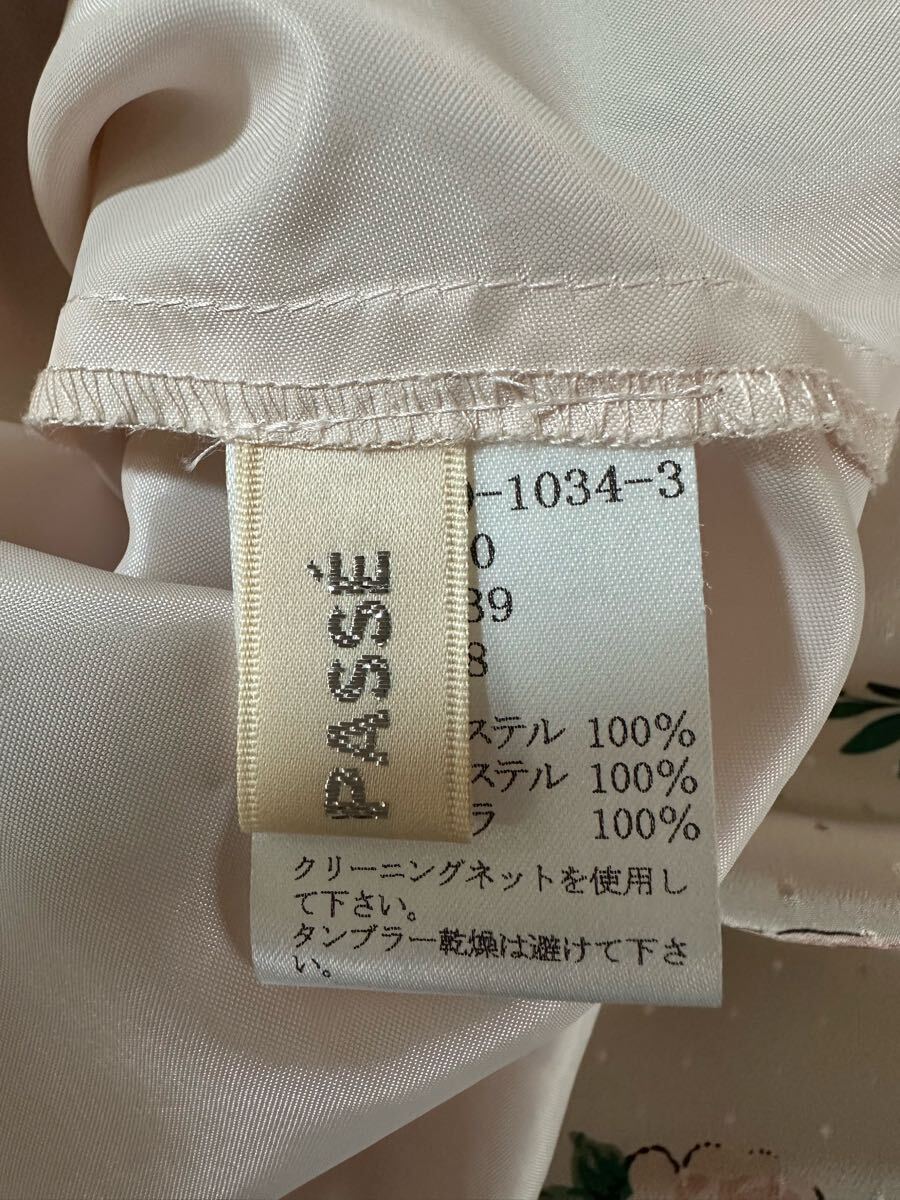 PASSÉ
-1034-3
0
39
8
ステル 100%
ステル 100%
ラ 100%
クリーニングネットを使用し
て下さい。
タンブラー乾燥は避けて下さ
い。